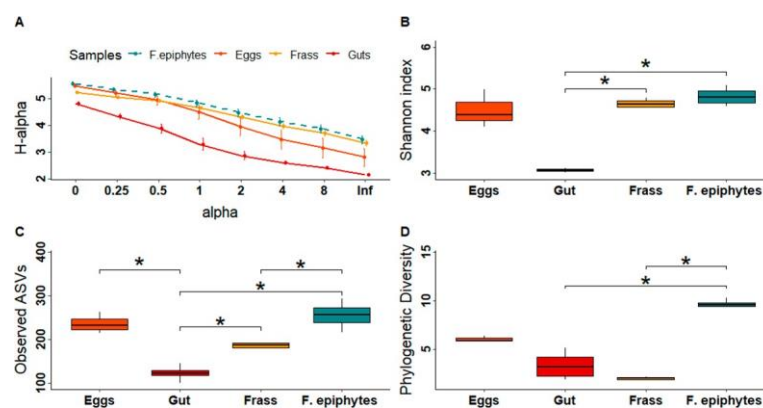 A
Samples F.epiphytes Eggs Frass Guts
H-alpha
5
4
3
2
0 0.25 0.5 1 2 4 8 Inf
alpha
B
Shannon index
6
5
4
3
*
*
Eggs Gut Frass F. epiphytes
C
Observed ASVs
400
300
200
100
* *
*
*
Eggs Gut Frass F. epiphytes
D
Phylogenetic Diversity
15
10
5
*
*
Eggs Gut Frass F. epiphytes